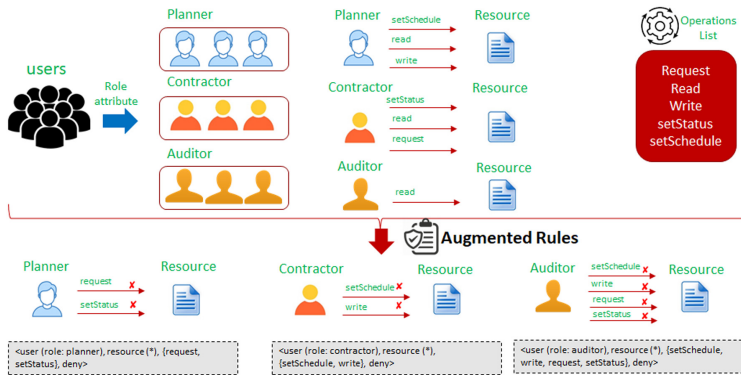 users
Role
attribute
Planner
Contractor
Auditor
Planner
setSchedule
read
write
Resource
Contractor
setStatus
read
request
Resource
Auditor
read
Resource
Operations
List
Request
Read
Write
setStatus
setSchedule
Augmented Rules
Planner
request ✘
setStatus ✘
Resource
Contractor
setSchedule ✘
write ✘
Resource
Auditor
setSchedule ✘
write ✘
request ✘
setStatus ✘
Resource
<user (role: planner), resource (*), {request,
setStatus}, deny>
<user (role: contractor), resource (*),
{setSchedule, write}, deny>
<user (role: auditor), resource (*), {setSchedule,
write, request, setStatus}, deny>